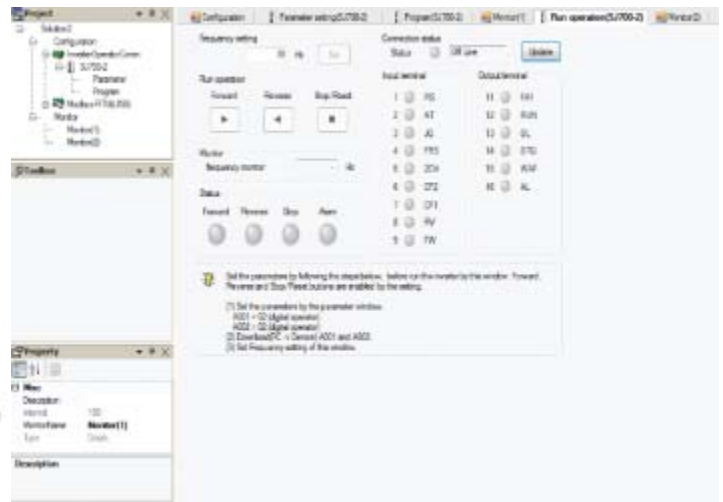 Project
Configuration
Parameter setting(SJ700-2)
Program(SJ700-2)
Monitor(1)
Run operation(SJ700-2)
Monitor(2)
Configuration
SJ700-2
Parameter
Program
Monitor
Monitor(1)
Monitor(2)
Toolbox
Property
Misc
Description
Interval 100
MonitorName Monitor(1)
Type
Description
Frequency setting
Hz
Run operation
Forward Reverse Stop/Reset
Monitor
Frequency monitor - Hz
Status
Forward Reverse Stop Alarm
Connection status
Status Off Line Update
Input terminal
1 RS
2 AT
3 JG
4 FRS
5 2CH
6 CF2
7 CF1
8 RV
9 FW
Output terminal
11 FA1
12 RUN
13 OL
14 OTQ
15
16 AL
Set the parameters by following the steps below, before run the inverter by this window. Forward,
Reverse and Stop/Reset buttons are enabled by the setting.
(1) Set the parameters by the parameter window.
A001 = 02 (digital operator)
A002 = 02 (digital operator)
(2) Download(PC -> Device) A001 and A002.
(3) Set Frequency setting of this window.